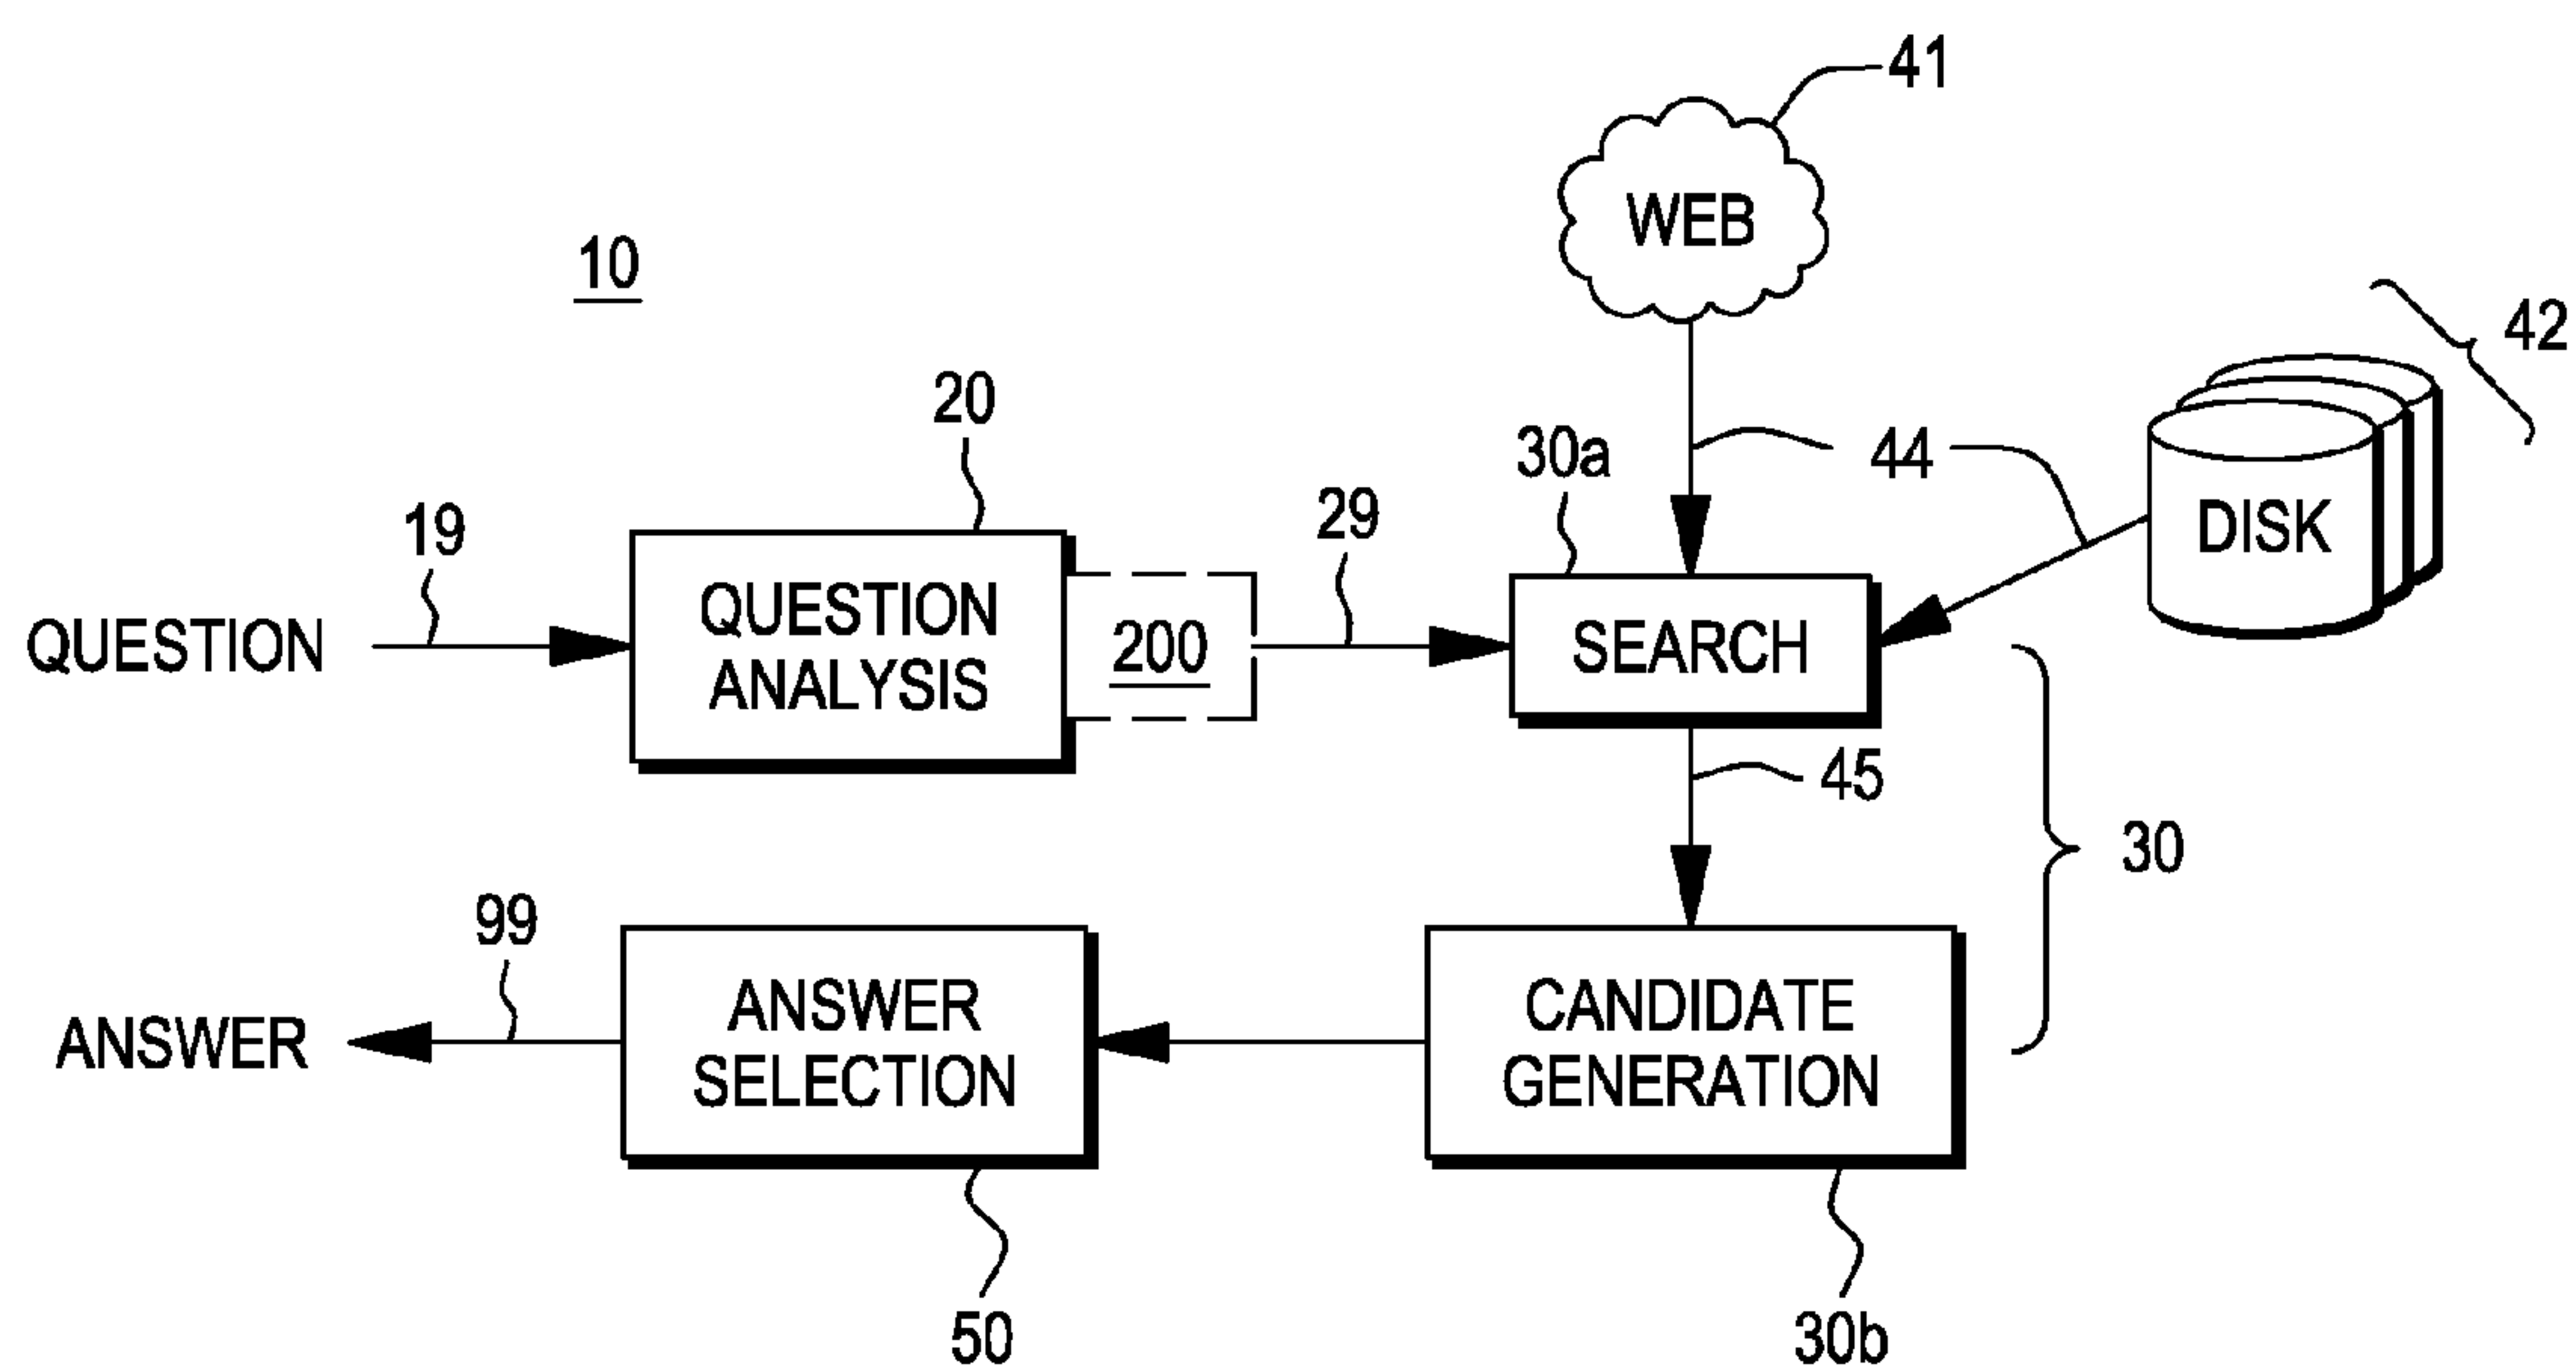 41
WEB
10
42
20
30a
44
DISK
19
29
QUESTION
QUESTION
ANALYSIS
200
SEARCH
45
30
99
ANSWER
ANSWER
SELECTION
CANDIDATE
GENERATION
50
30b